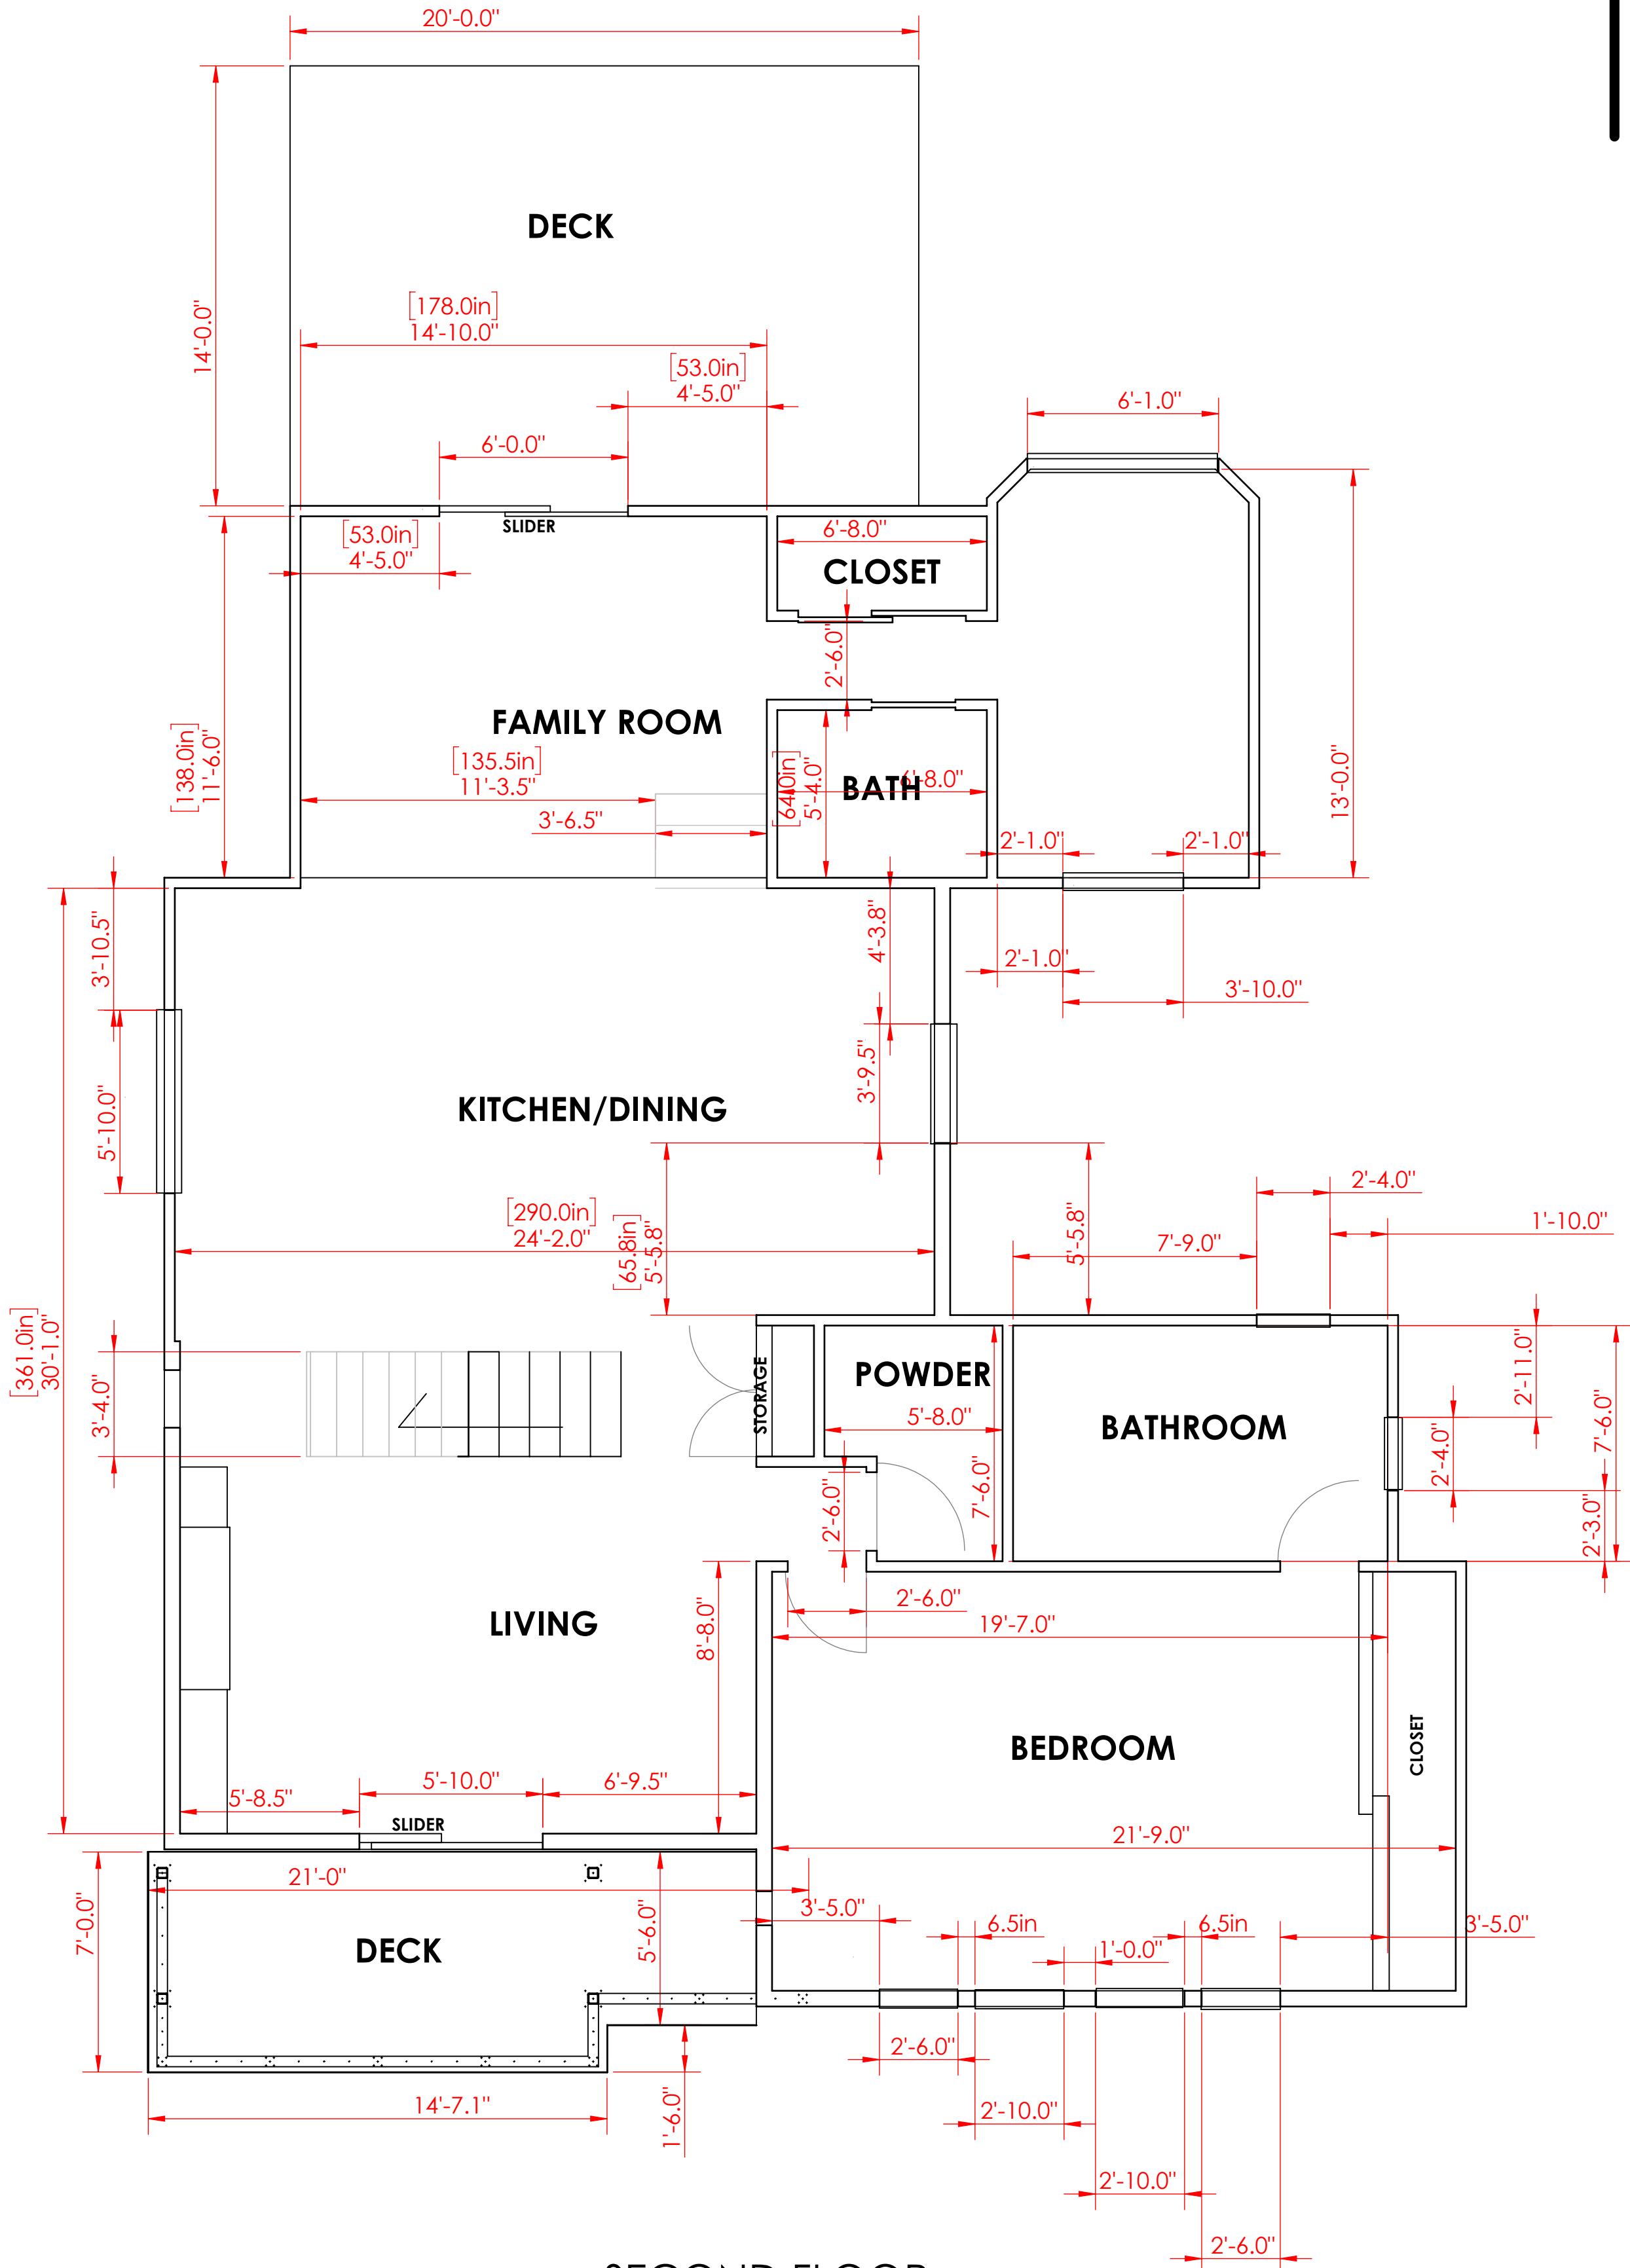 20'-0.0"
14'-0.0"
DECK
[178.0in]
14'-10.0"
[53.0in]
4'-5.0"
6'-0.0"
6'-1.0"
SLIDER
[53.0in]
4'-5.0"
6'-8.0"
CLOSET
2'-6.0"
[138.0in]
11'-6.0"
FAMILY ROOM
[135.5in]
11'-3.5"
3'-6.5"
[64.0in]
5'-4.0"
BATH
6'-8.0"
13'-0.0"
2'-1.0"
2'-1.0"
3'-10.5"
4'-3.8"
2'-1.0"
3'-10.0"
5'-10.0"
3'-9.5"
KITCHEN/DINING
[290.0in]
24'-2.0"
[65.8in]
5'-5.8"
5'-5.8"
2'-4.0"
1'-10.0"
7'-9.0"
[361.0in]
30'-1.0"
3'-4.0"
STORAGE
POWDER
5'-8.0"
BATHROOM
2'-11.0"
7'-6.0"
2'-4.0"
2'-6.0"
7'-6.0"
2'-3.0"
LIVING
8'-8.0"
2'-6.0"
19'-7.0"
BEDROOM
CLOSET
5'-8.5"
5'-10.0"
6'-9.5"
SLIDER
21'-9.0"
21'-0"
7'-0.0"
DECK
5'-6.0"
3'-5.0"
6.5in
1'-0.0"
6.5in
3'-5.0"
2'-6.0"
14'-7.1"
1'-6.0"
2'-10.0"
2'-10.0"
2'-6.0"
SECOND FLOOR